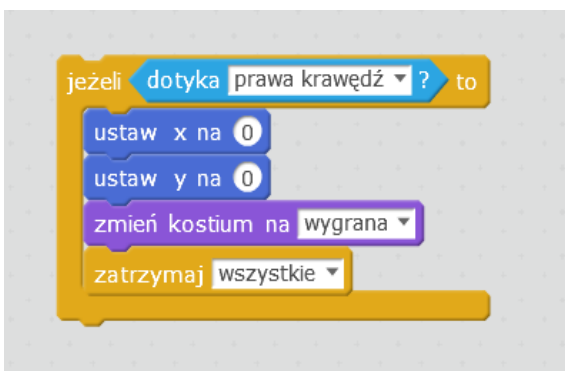 jeżeli dotyka prawa krawędź ? to
ustaw x na 0
ustaw y na 0
zmień kostium na wygrana
zatrzymaj wszystkie